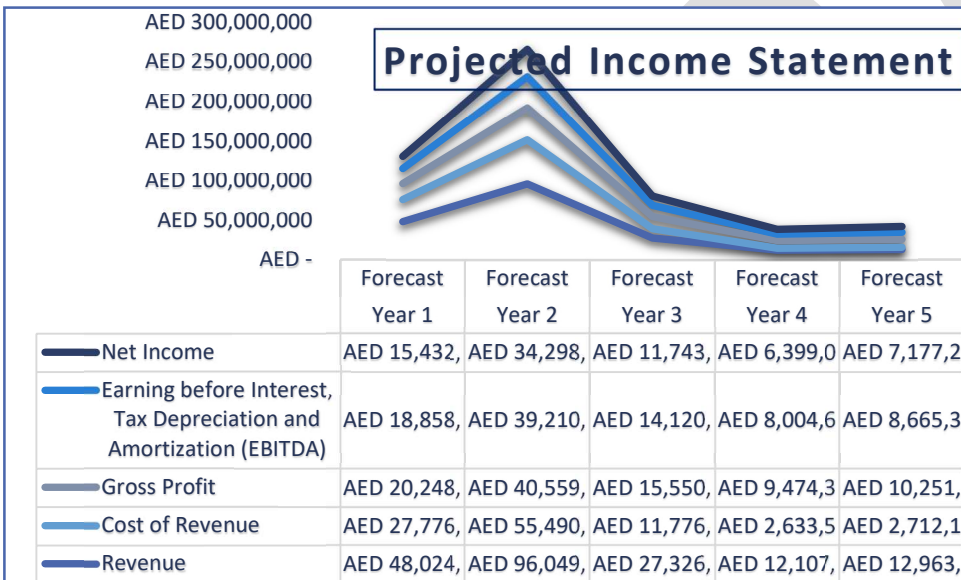 AED 300,000,000
Projected Income Statement
AED 250,000,000
AED 200,000,000
AED 150,000,000
AED 100,000,000
AED 50,000,000
AED -
Forecast Year 1 Forecast Year 2 Forecast Year 3 Forecast Year 4 Forecast Year 5
Net Income AED 15,432, AED 34,298, AED 11,743, AED 6,399,0 AED 7,177,2
Earning before Interest,
Tax Depreciation and AED 18,858, AED 39,210, AED 14,120, AED 8,004,6 AED 8,665,3
Amortization (EBITDA)
Gross Profit AED 20,248, AED 40,559, AED 15,550, AED 9,474,3 AED 10,251,
Cost of Revenue AED 27,776, AED 55,490, AED 11,776, AED 2,633,5 AED 2,712,1
Revenue AED 48,024, AED 96,049, AED 27,326, AED 12,107, AED 12,963,